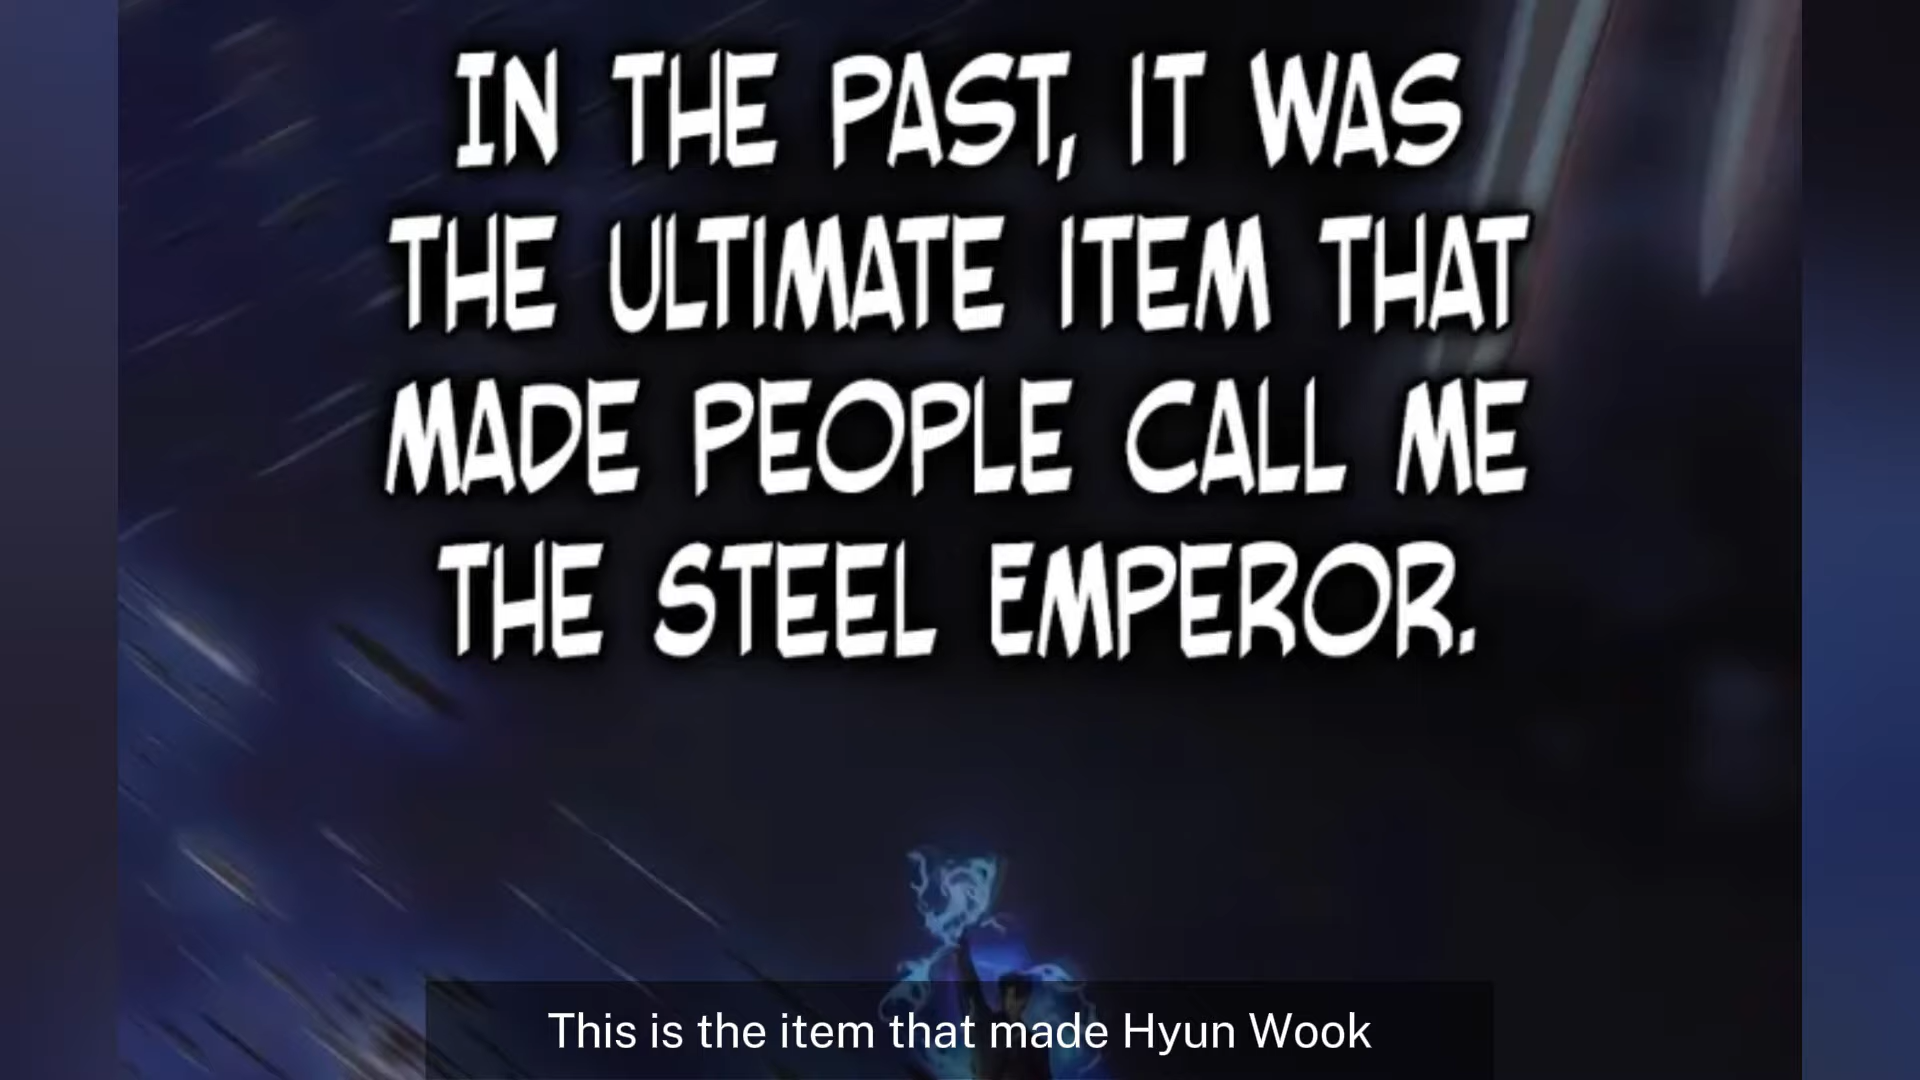 IN THE PAST, IT WAS
THE ULTIMATE ITEM THAT
MADE PEOPLE CALL ME
THE STEEL EMPEROR.
This is the item that made Hyun Wook